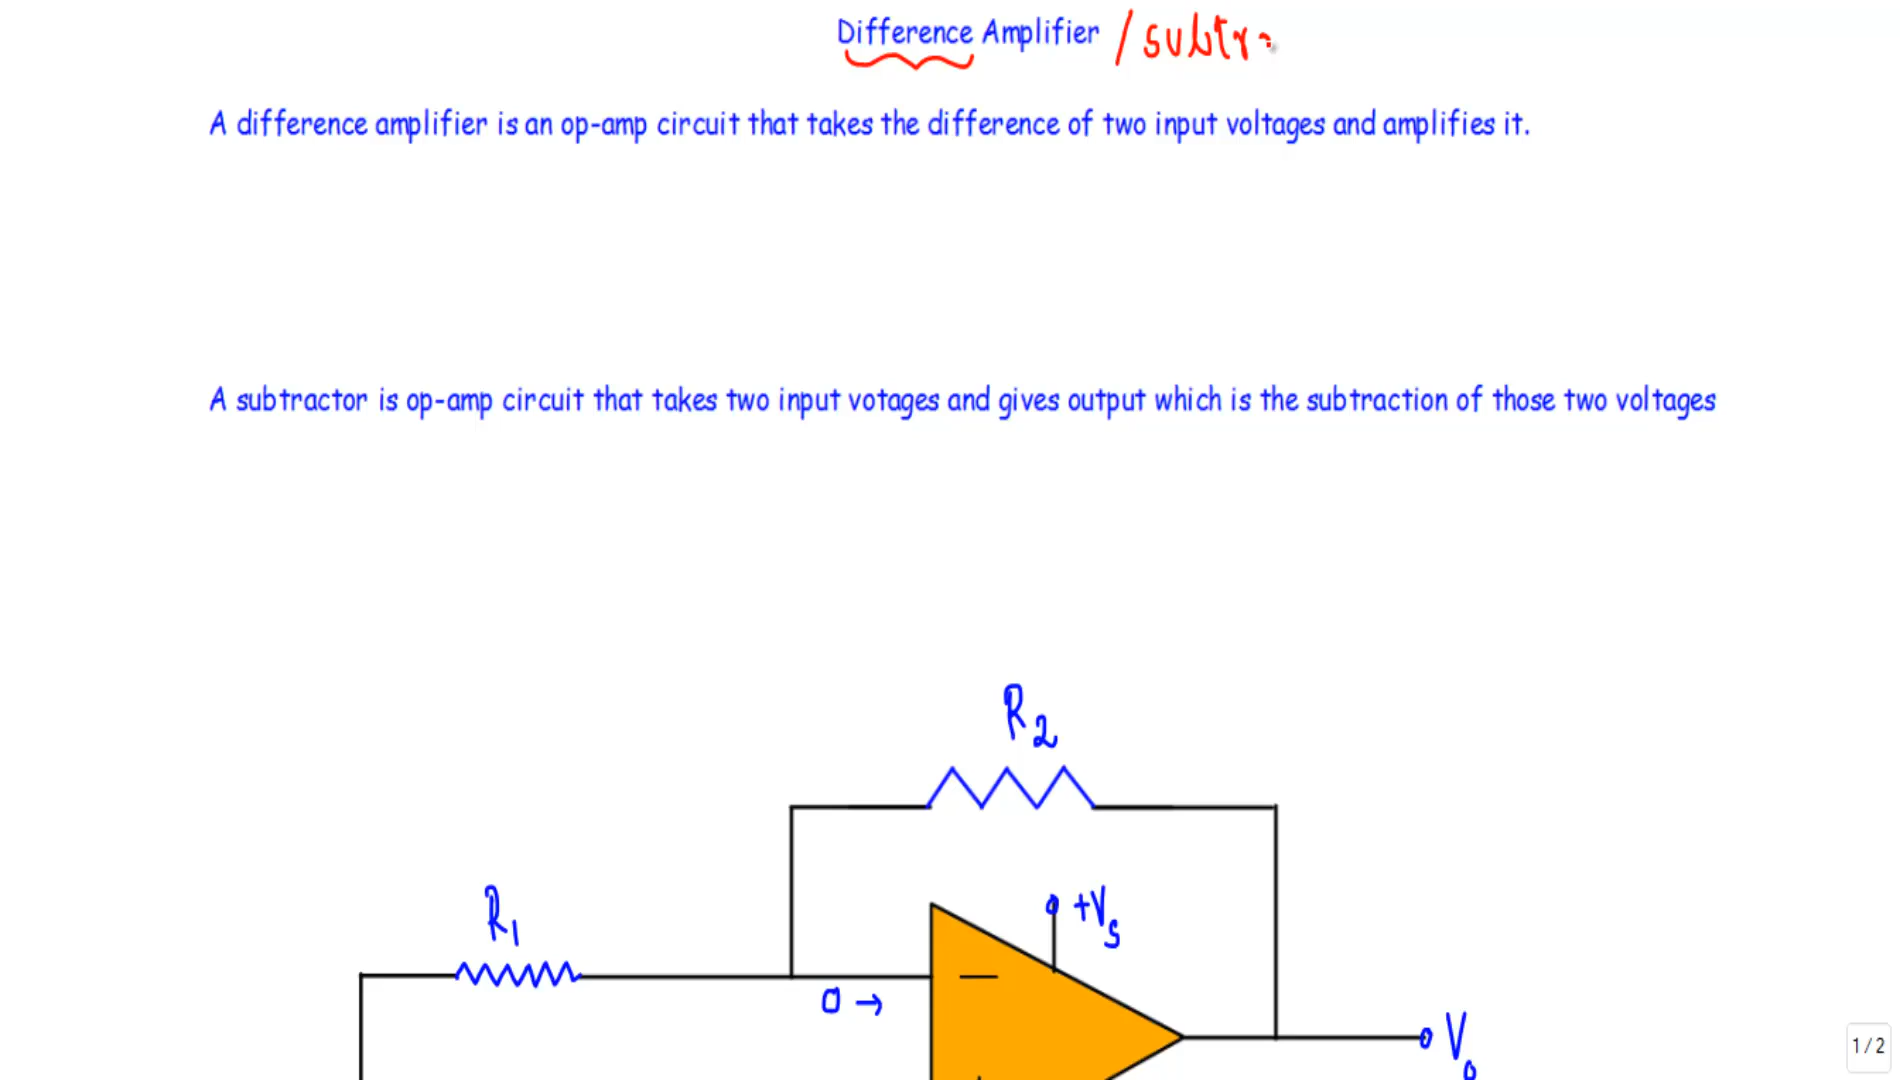 Difference Amplifier / subtra
A difference amplifier is an op-amp circuit that takes the difference of two input voltages and amplifies it.
A subtractor is op-amp circuit that takes two input votages and gives output which is the subtraction of those two voltages
R2
R1
+Vs
0 →
Vo
1 / 2